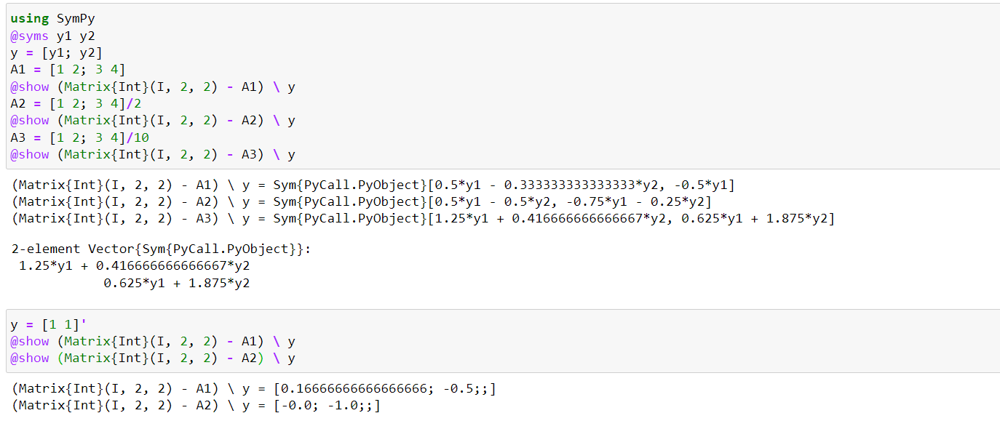 using SymPy
@syms y1 y2
y = [y1; y2]
A1 = [1 2; 3 4]
@show (Matrix{Int}(I, 2, 2) - A1) \ y
A2 = [1 2; 3 4]/2
@show (Matrix{Int}(I, 2, 2) - A2) \ y
A3 = [1 2; 3 4]/10
@show (Matrix{Int}(I, 2, 2) - A3) \ y
(Matrix{Int}(I, 2, 2) - A1) \ y = Sym{PyCall.PyObject}[0.5*y1 - 0.333333333333333*y2, -0.5*y1]
(Matrix{Int}(I, 2, 2) - A2) \ y = Sym{PyCall.PyObject}[0.5*y1 - 0.5*y2, -0.75*y1 - 0.25*y2]
(Matrix{Int}(I, 2, 2) - A3) \ y = Sym{PyCall.PyObject}[1.25*y1 + 0.416666666666667*y2, 0.625*y1 + 1.875*y2]
2-element Vector{Sym{PyCall.PyObject}}:
1.25*y1 + 0.416666666666667*y2
0.625*y1 + 1.875*y2
y = [1 1]'
@show (Matrix{Int}(I, 2, 2) - A1) \ y
@show (Matrix{Int}(I, 2, 2) - A2) \ y
(Matrix{Int}(I, 2, 2) - A1) \ y = [0.16666666666666666; -0.5;;]
(Matrix{Int}(I, 2, 2) - A2) \ y = [-0.0; -1.0;;]